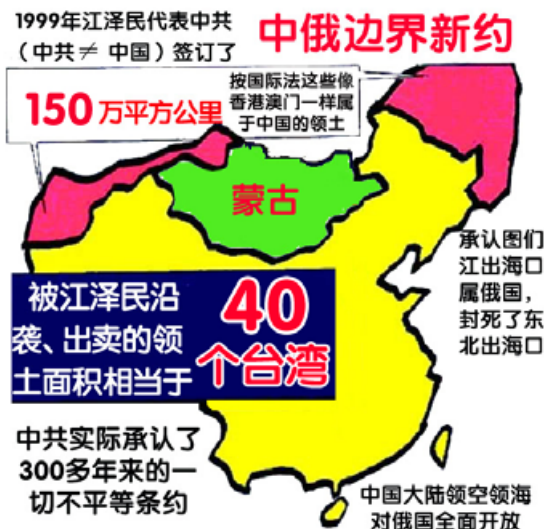 1999年江泽民代表中共
（中共≠ 中国）签订了
中俄边界新约
150万平方公里
按国际法这些像
香港澳门一样属
于中国的领土
蒙古
承认图们
江出海口
属俄国，
封死了东
北出海口
被江泽民沿
袭、出卖的领
土面积相当于
40
个台湾
中共实际承认了
300多年来的一
切不平等条约
中国大陆领空领海
对俄国全面开放